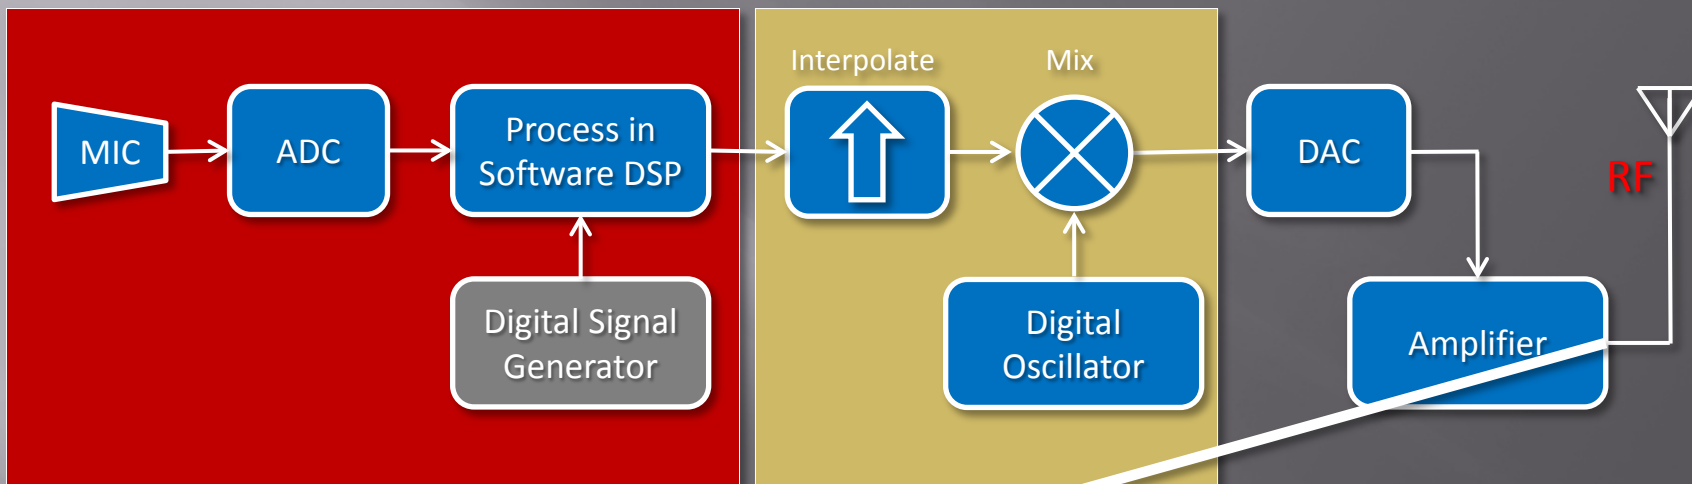 Interpolate
Mix
MIC
ADC
Process in
Software DSP
DAC
RF
Digital Signal
Generator
Digital
Oscillator
Amplifier